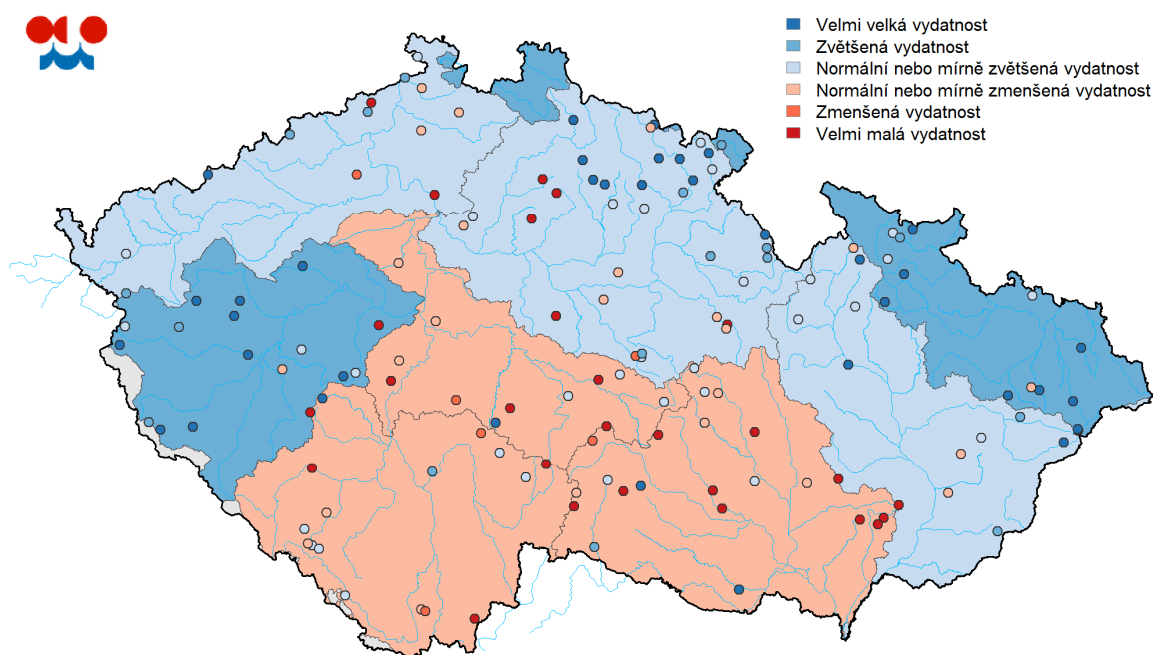 Velmi velká vydatnost
Zvětšená vydatnost
Normální nebo mírně zvětšená vydatnost
Normální nebo mírně zmenšená vydatnost
Zmenšená vydatnost
Velmi malá vydatnost